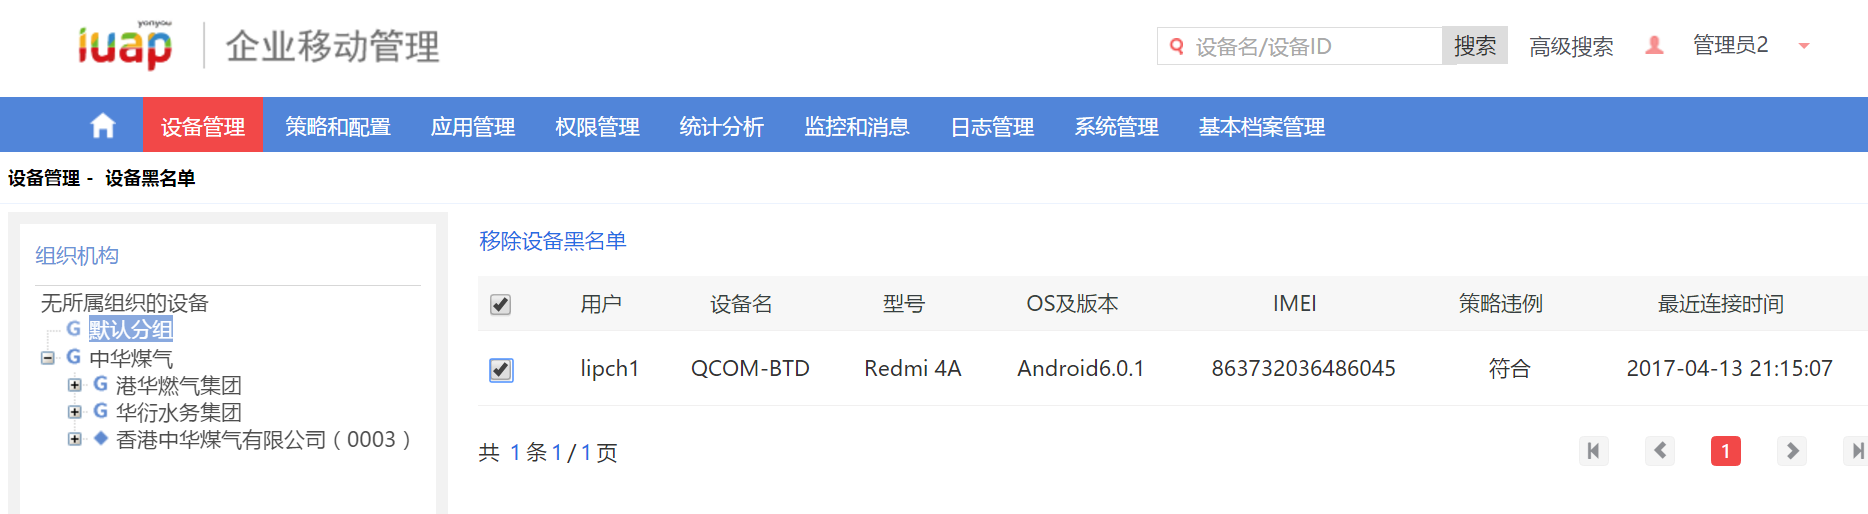 yonyou
iuap 企业移动管理
设备名/设备ID 搜索 高级搜索 管理员2
设备管理 策略和配置 应用管理 权限管理 统计分析 监控和消息 日志管理 系统管理 基本档案管理
设备管理 - 设备黑名单
组织机构
无所属组织的设备
G 默认分组
G 中华煤气
G 港华燃气集团
G 华衍水务集团
香港中华煤气有限公司（0003）
移除设备黑名单
用户 设备名 型号 OS及版本 IMEI 策略违例 最近连接时间
lipch1 QCOM-BTD Redmi 4A Android6.0.1 863732036486045 符合 2017-04-13 21:15:07
共 1 条 1 / 1 页
1